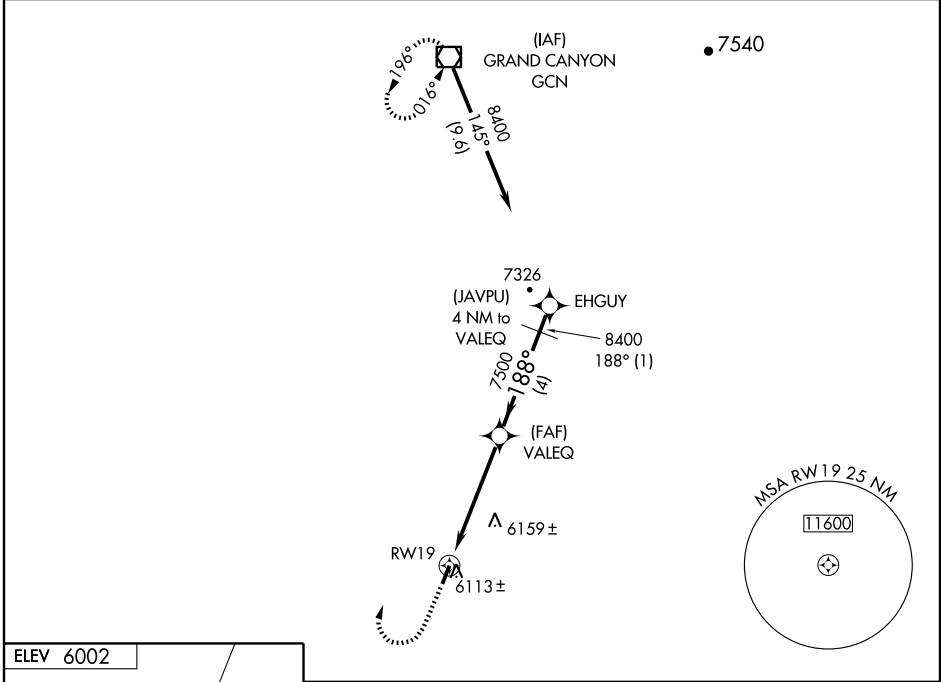 (IAF)
GRAND CANYON
GCN
7540
196°
016°
8400
145°
(9.6)
7326
(JAVPU)
4 NM to
VALEQ
EHGUY
8400
188° (1)
7500
188°
(4)
(FAF)
VALEQ
MSA RW19 25 NM
11600
6159 ±
RW19
6113 ±
ELEV 6002